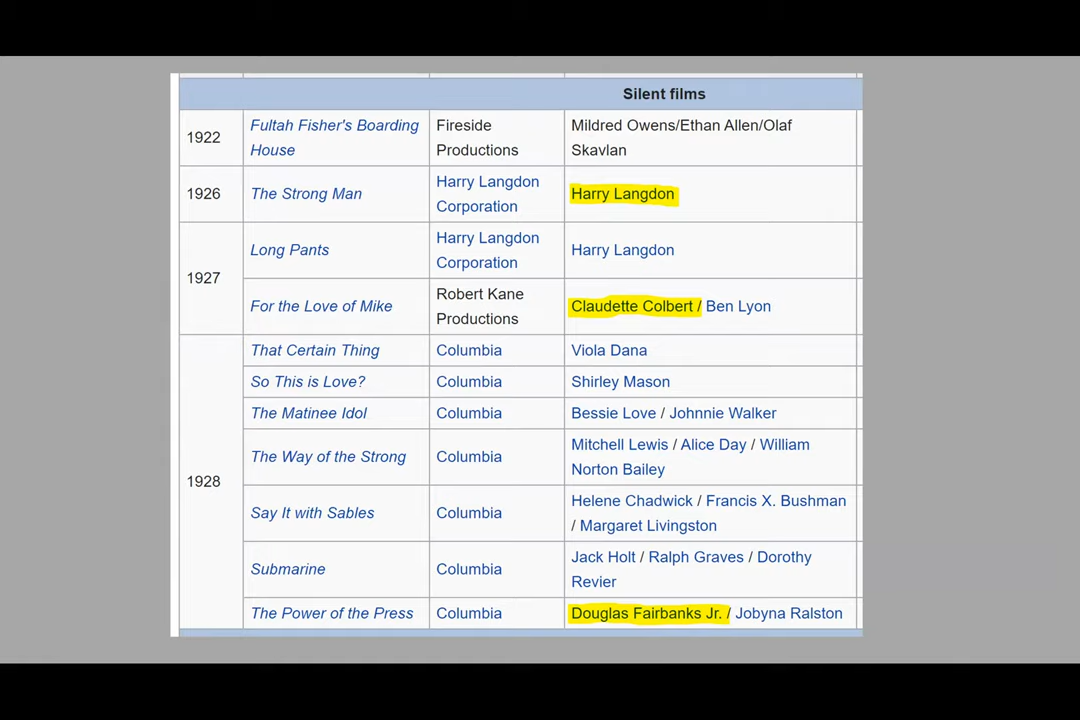 Silent films
1922
Fultah Fisher's Boarding
House
Fireside
Productions
Mildred Owens/Ethan Allen/Olaf
Skavlan
1926
The Strong Man
Harry Langdon
Corporation
Harry Langdon
1927
Long Pants
Harry Langdon
Corporation
Harry Langdon
For the Love of Mike
Robert Kane
Productions
Claudette Colbert / Ben Lyon
1928
That Certain Thing
Columbia
Viola Dana
So This is Love?
Columbia
Shirley Mason
The Matinee Idol
Columbia
Bessie Love / Johnnie Walker
The Way of the Strong
Columbia
Mitchell Lewis / Alice Day / William
Norton Bailey
Say It with Sables
Columbia
Helene Chadwick / Francis X. Bushman
/ Margaret Livingston
Submarine
Columbia
Jack Holt / Ralph Graves / Dorothy
Revier
The Power of the Press
Columbia
Douglas Fairbanks Jr. / Jobyna Ralston